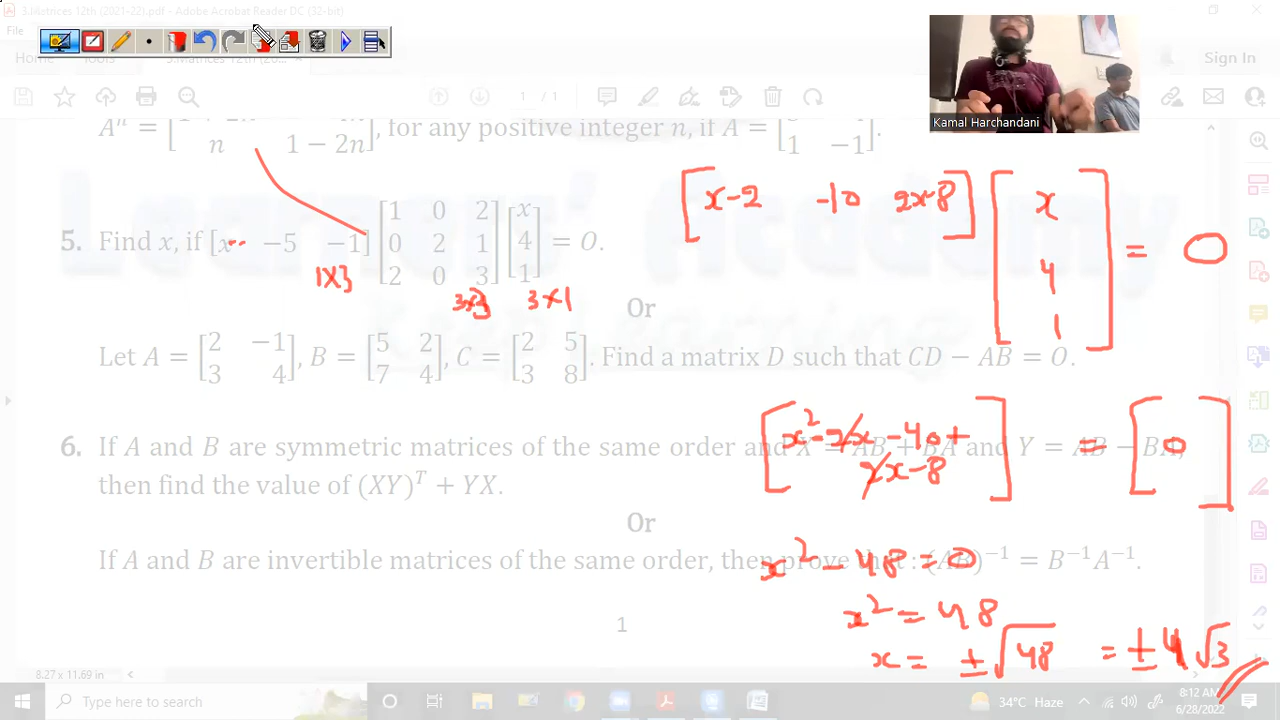 3.Matrices 12th (2021-22).pdf - Adobe Acrobat Reader DC (32-bit)
File
Home Tools 3.Matrices 12th (20...
Sign In
1 / 1
Kamal Harchandani
Aⁿ = [n 1 − 2n], for any positive integer n, if A = [1 −1].
5. Find x, if [x −5 −1] [1 0 2
0 2 1
2 0 3] [x
4
1] = O.
1×3 3×3 3×1
Or
Let A = [2 −1
3 4], B = [5 2
7 4], C = [2 5
3 8]. Find a matrix D such that CD − AB = O.
6. If A and B are symmetric matrices of the same order and X = AB + BA and Y = AB − BA,
then find the value of (XY)ᵀ + YX.
Or
If A and B are invertible matrices of the same order, then prove that : (AB)⁻¹ = B⁻¹A⁻¹.
1
[x-2 -10 2x-8] [x
4
1] = 0
[x²-2x-40+
2x-8] = [0]
x²-48=0
x²=48
x= ±√48 = ±4√3
8.27 x 11.69 in
Type here to search
34°C Haze
8:12 AM
6/28/2022